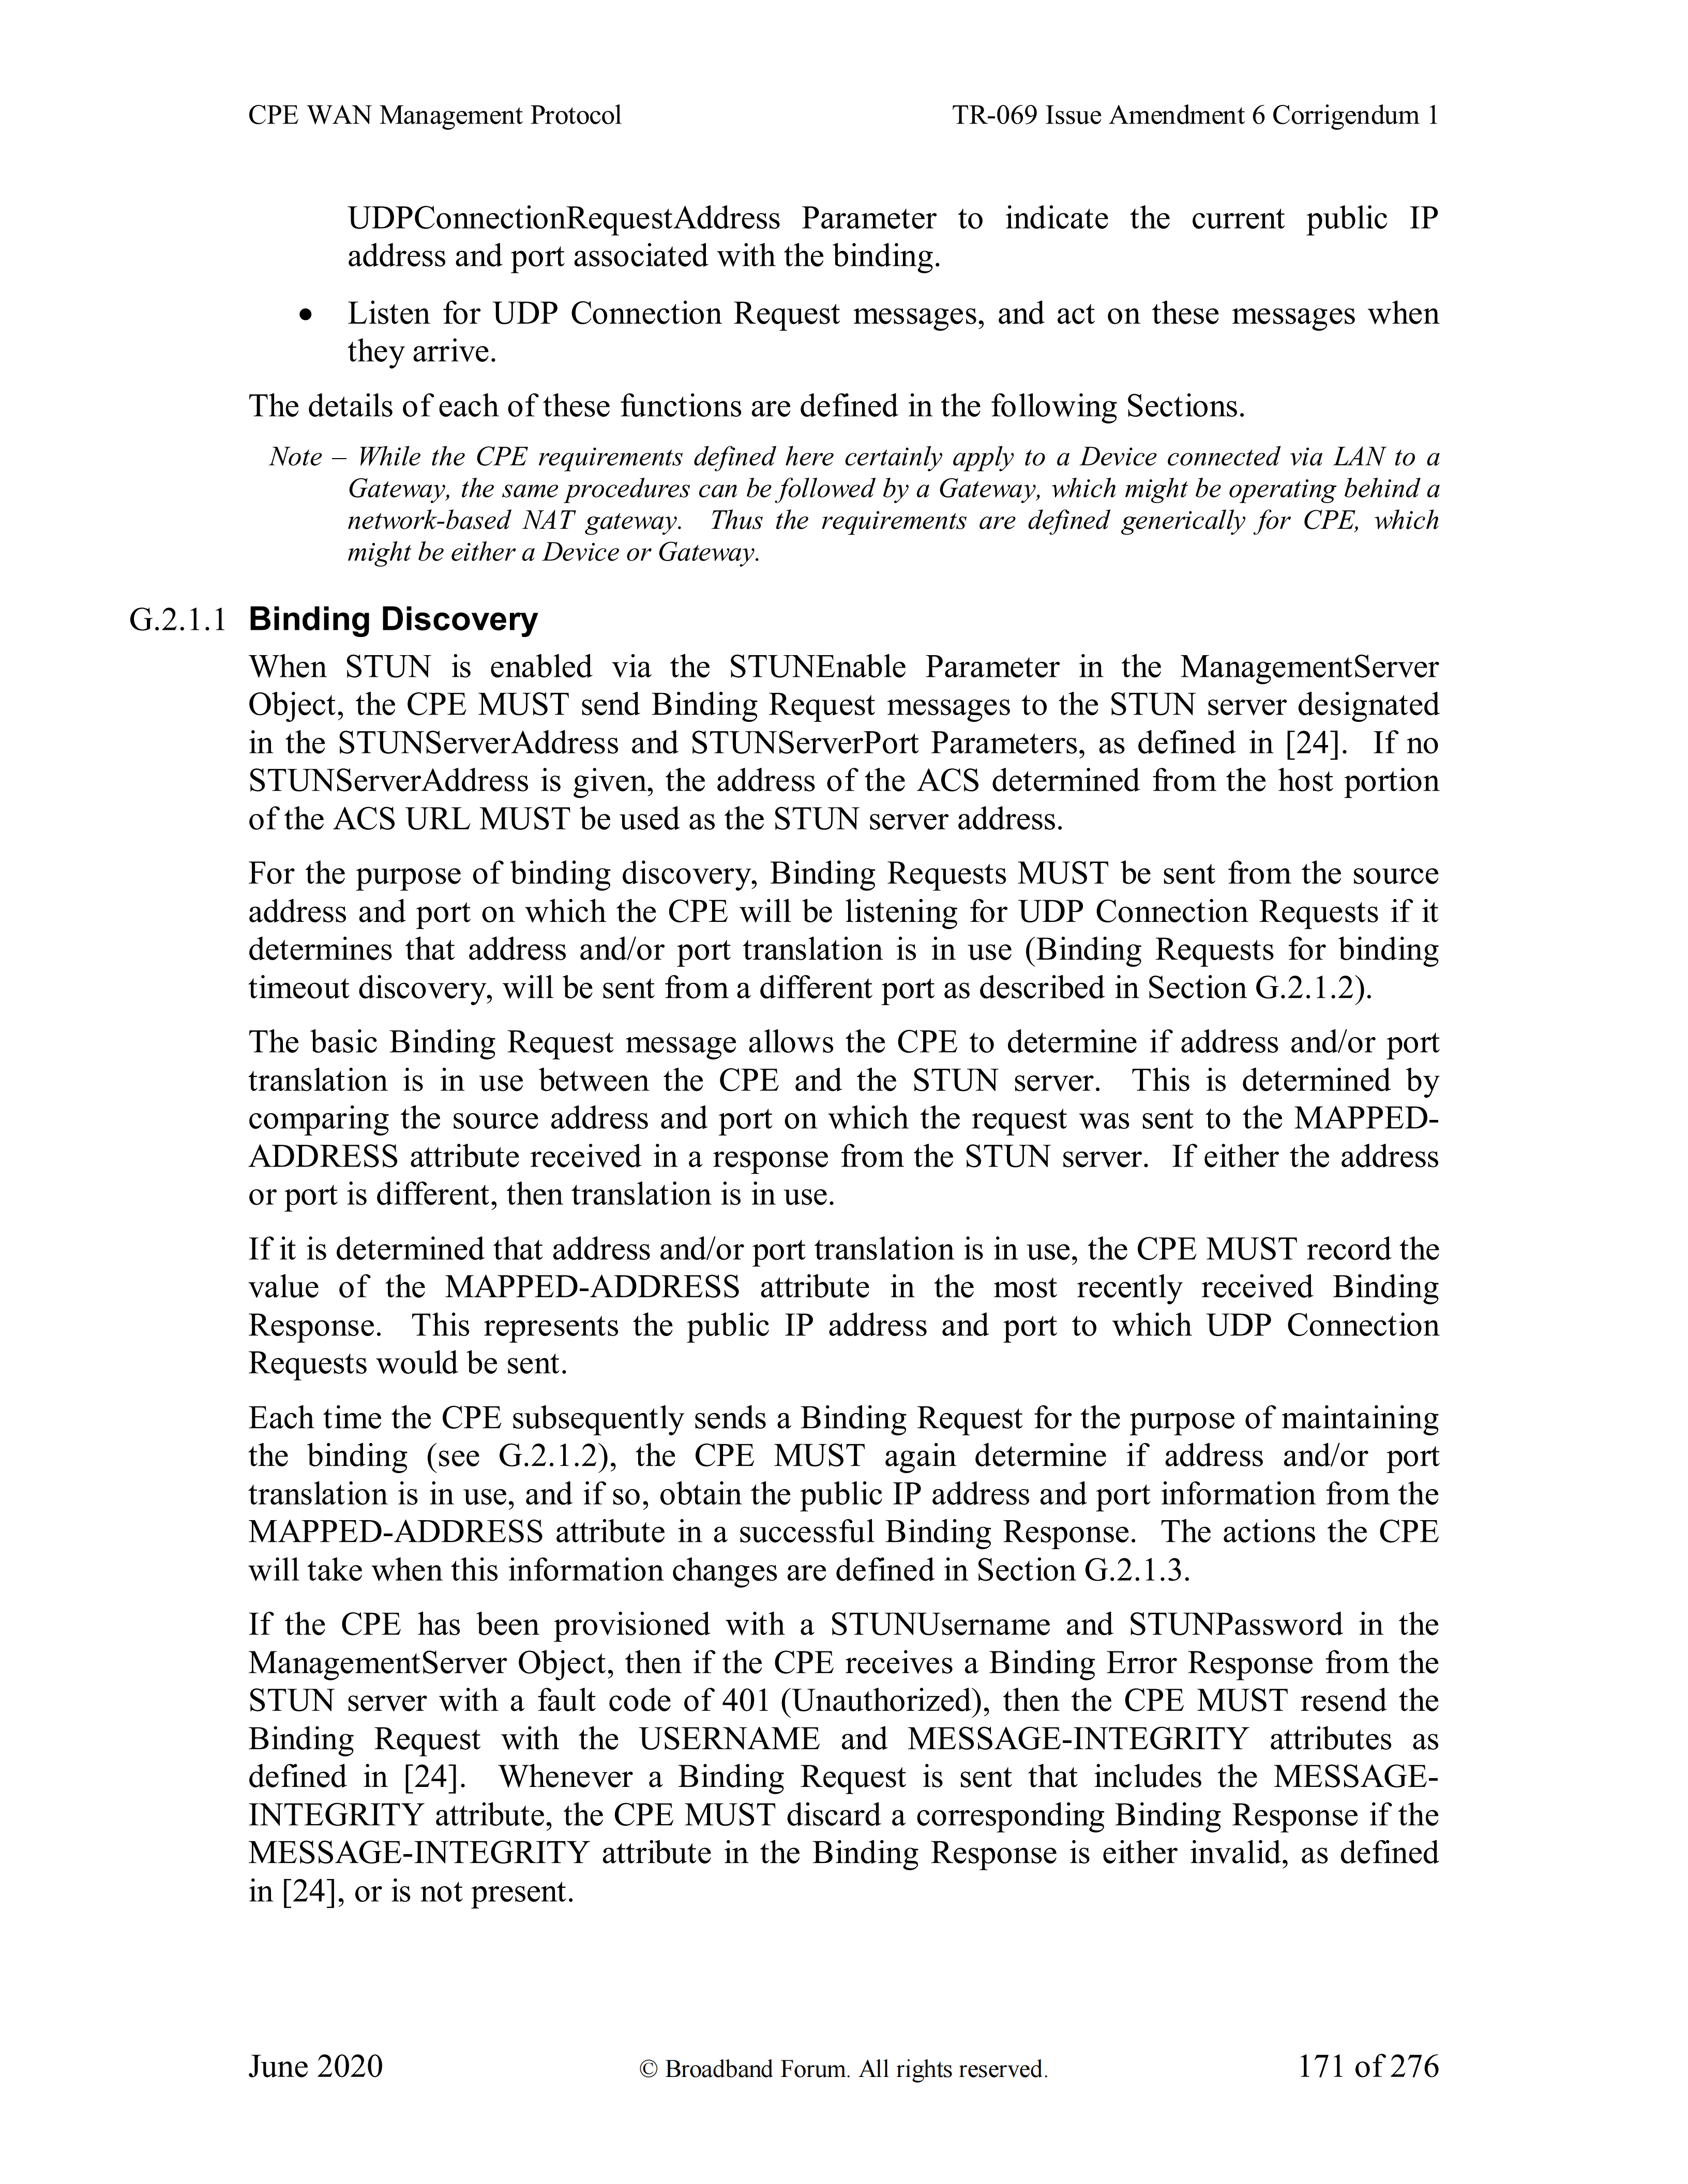 CPE WAN Management Protocol TR-069 Issue Amendment 6 Corrigendum 1
UDPConnectionRequestAddress Parameter to indicate the current public IP
address and port associated with the binding.
• Listen for UDP Connection Request messages, and act on these messages when
they arrive.
The details of each of these functions are defined in the following Sections.
Note – While the CPE requirements defined here certainly apply to a Device connected via LAN to a
Gateway, the same procedures can be followed by a Gateway, which might be operating behind a
network-based NAT gateway. Thus the requirements are defined generically for CPE, which
might be either a Device or Gateway.
G.2.1.1 Binding Discovery
When STUN is enabled via the STUNEnable Parameter in the ManagementServer
Object, the CPE MUST send Binding Request messages to the STUN server designated
in the STUNServerAddress and STUNServerPort Parameters, as defined in [24]. If no
STUNServerAddress is given, the address of the ACS determined from the host portion
of the ACS URL MUST be used as the STUN server address.
For the purpose of binding discovery, Binding Requests MUST be sent from the source
address and port on which the CPE will be listening for UDP Connection Requests if it
determines that address and/or port translation is in use (Binding Requests for binding
timeout discovery, will be sent from a different port as described in Section G.2.1.2).
The basic Binding Request message allows the CPE to determine if address and/or port
translation is in use between the CPE and the STUN server. This is determined by
comparing the source address and port on which the request was sent to the MAPPED-
ADDRESS attribute received in a response from the STUN server. If either the address
or port is different, then translation is in use.
If it is determined that address and/or port translation is in use, the CPE MUST record the
value of the MAPPED-ADDRESS attribute in the most recently received Binding
Response. This represents the public IP address and port to which UDP Connection
Requests would be sent.
Each time the CPE subsequently sends a Binding Request for the purpose of maintaining
the binding (see G.2.1.2), the CPE MUST again determine if address and/or port
translation is in use, and if so, obtain the public IP address and port information from the
MAPPED-ADDRESS attribute in a successful Binding Response. The actions the CPE
will take when this information changes are defined in Section G.2.1.3.
If the CPE has been provisioned with a STUNUsername and STUNPassword in the
ManagementServer Object, then if the CPE receives a Binding Error Response from the
STUN server with a fault code of 401 (Unauthorized), then the CPE MUST resend the
Binding Request with the USERNAME and MESSAGE-INTEGRITY attributes as
defined in [24]. Whenever a Binding Request is sent that includes the MESSAGE-
INTEGRITY attribute, the CPE MUST discard a corresponding Binding Response if the
MESSAGE-INTEGRITY attribute in the Binding Response is either invalid, as defined
in [24], or is not present.
June 2020 © Broadband Forum. All rights reserved. 171 of 276